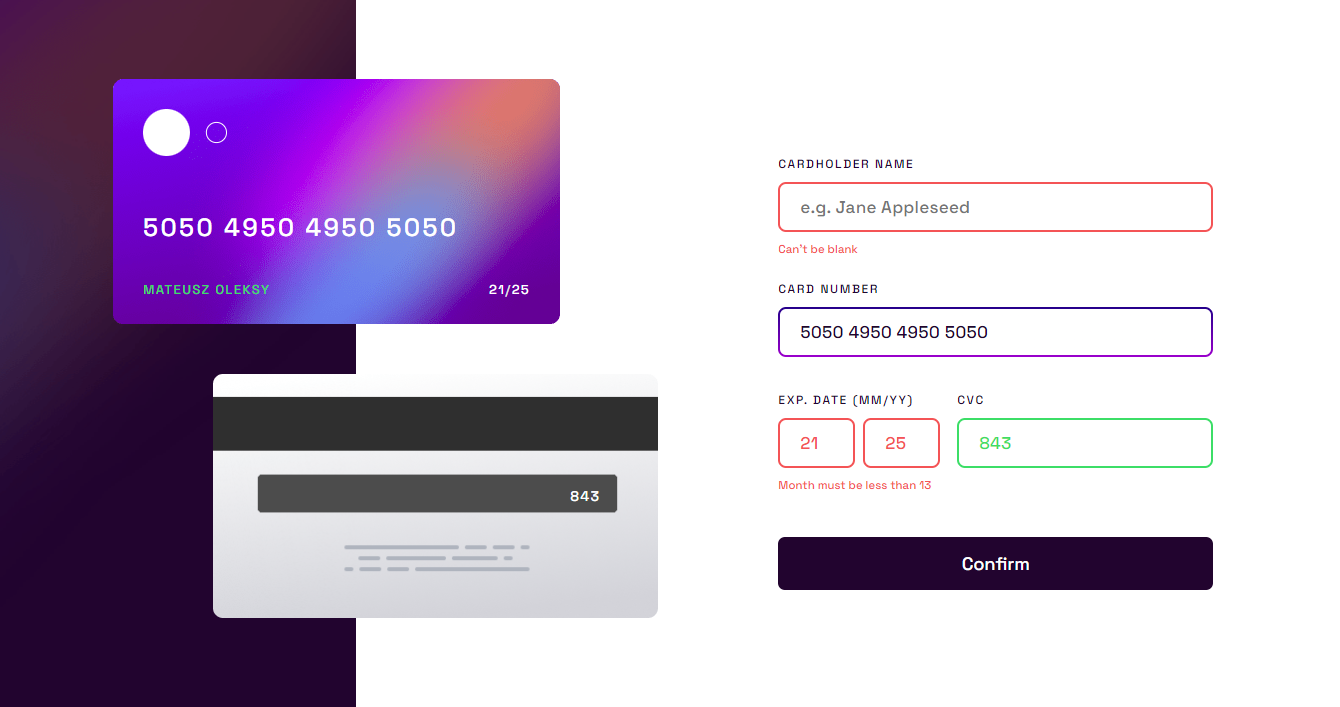 5050 4950 4950 5050
MATEUSZ OLEKSY 21/25
843
CARDHOLDER NAME
e.g. Jane Appleseed
Can't be blank
CARD NUMBER
5050 4950 4950 5050
EXP. DATE (MM/YY) CVC
21 25 843
Month must be less than 13
Confirm